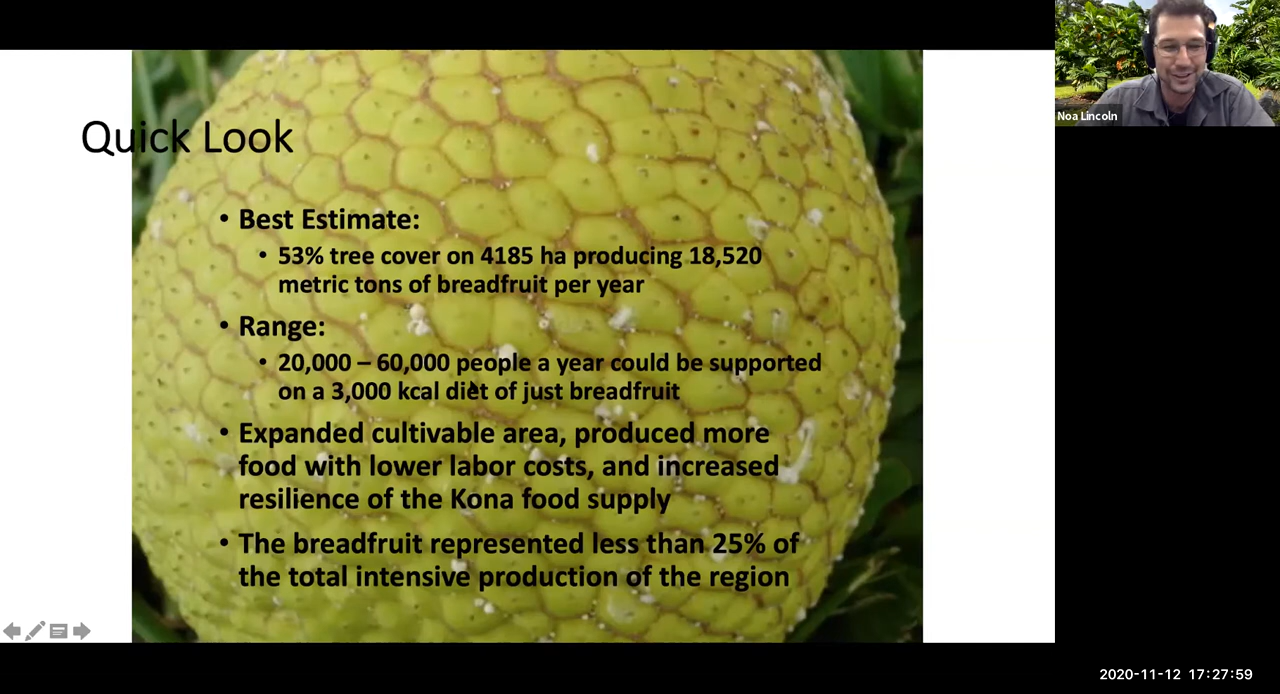 Noa Lincoln
Quick Look
• Best Estimate:
• 53% tree cover on 4185 ha producing 18,520
metric tons of breadfruit per year
• Range:
• 20,000 – 60,000 people a year could be supported
on a 3,000 kcal diet of just breadfruit
• Expanded cultivable area, produced more
food with lower labor costs, and increased
resilience of the Kona food supply
• The breadfruit represented less than 25% of
the total intensive production of the region
2020-11-12 17:27:59